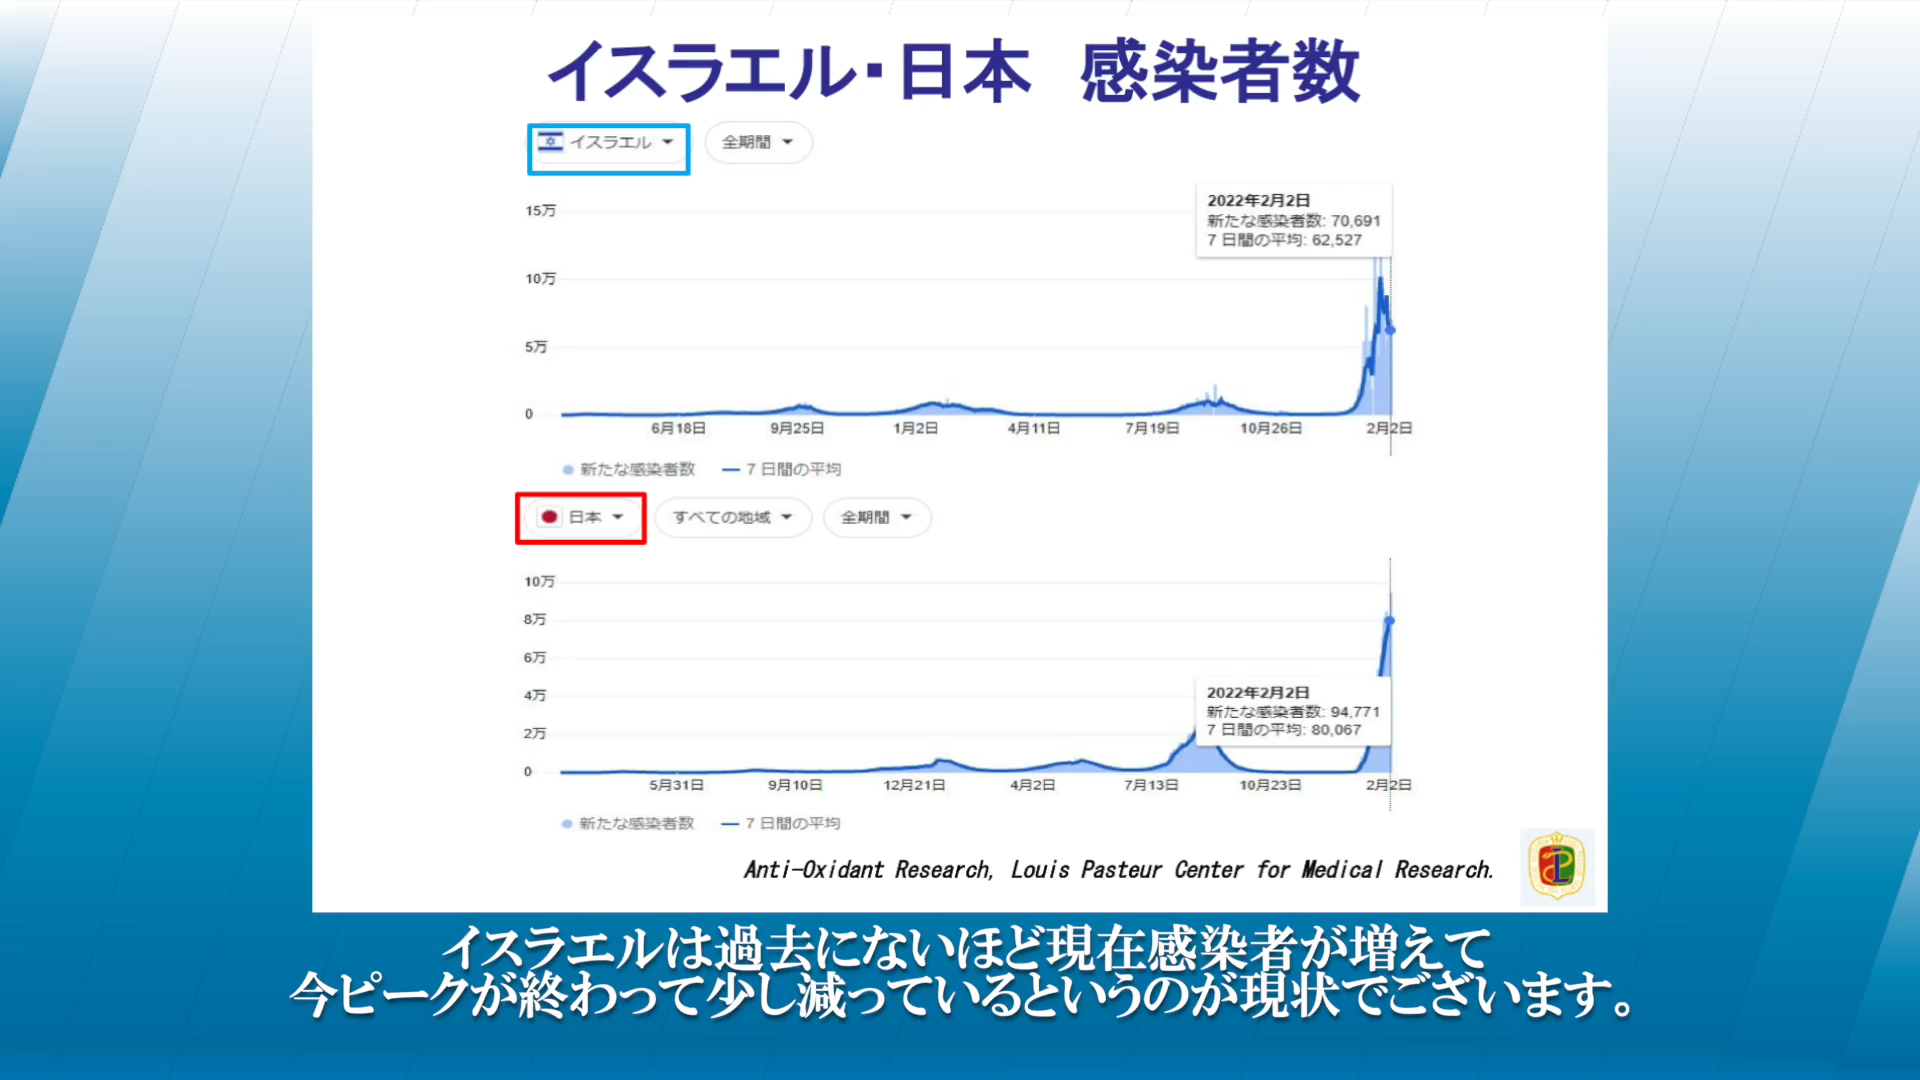 イスラエル・日本　感染者数
イスラエル
全期間
2022年2月2日
新たな感染者数: 70,691
7 日間の平均: 62,527
15万
10万
5万
0
6月18日
9月25日
1月2日
4月11日
7月19日
10月26日
2月2日
新たな感染者数
7 日間の平均
日本
すべての地域
全期間
10万
8万
6万
4万
2万
0
2022年2月2日
新たな感染者数: 94,771
7 日間の平均: 80,067
5月31日
9月10日
12月21日
4月2日
7月13日
10月23日
2月2日
新たな感染者数
7 日間の平均
Anti-Oxidant Research, Louis Pasteur Center for Medical Research.
イスラエルは過去にないほど現在感染者が増えて
今ピークが終わって少し減っているというのが現状でございます。